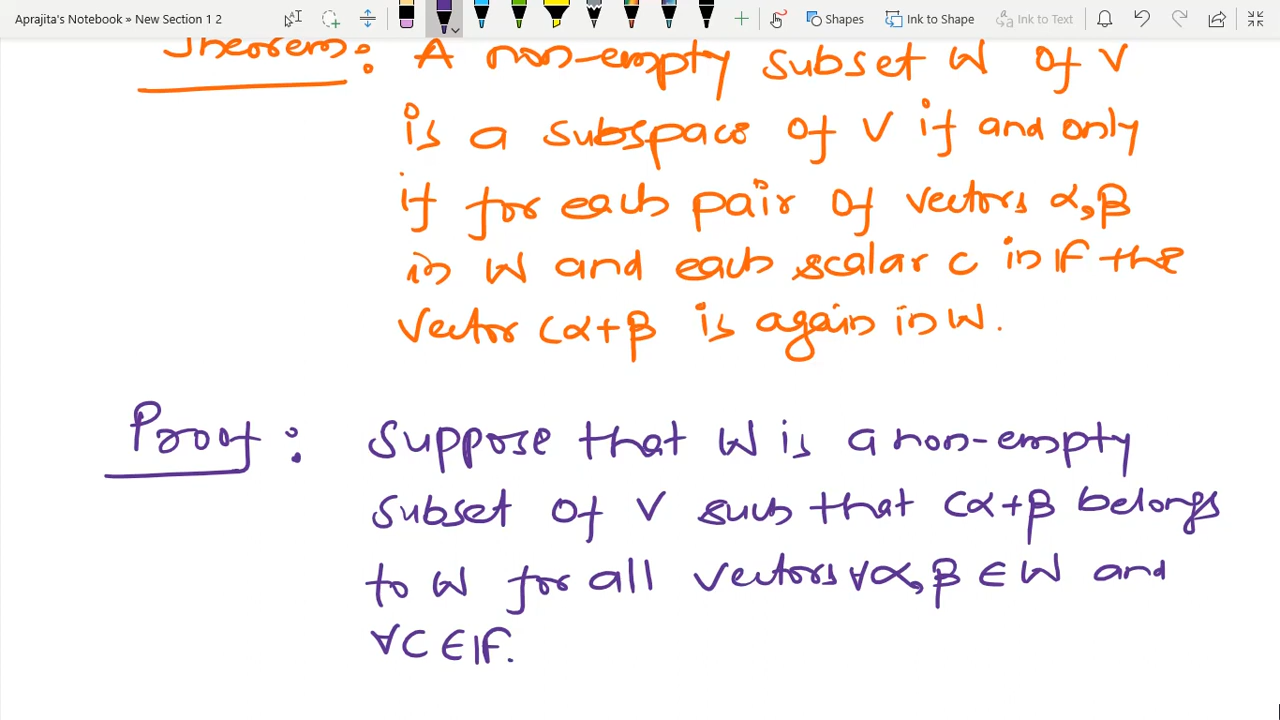 Aprajita's Notebook » New Section 1 2
Shapes
Ink to Shape
Ink to Text
Theorem :
A non-empty subset W of V
is a subspace of V if and only
if for each pair of vectors α, β
in W and each scalar c in F the
vector cα+β is again in W.
Proof :
Suppose that W is a non-empty
subset of V such that cα+β belongs
to W for all vectors ∀α, β ∈ W and
∀ c ∈ F.